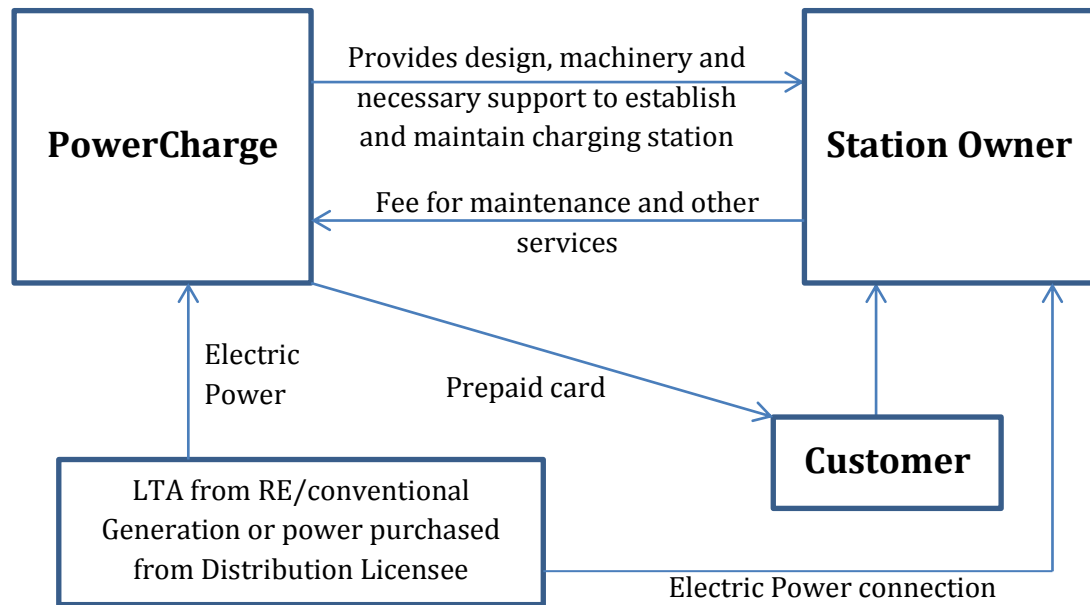 PowerCharge
Provides design, machinery and
necessary support to establish
and maintain charging station
Station Owner
Fee for maintenance and other
services
Electric
Power
Prepaid card
Customer
LTA from RE/conventional
Generation or power purchased
from Distribution Licensee
Electric Power connection